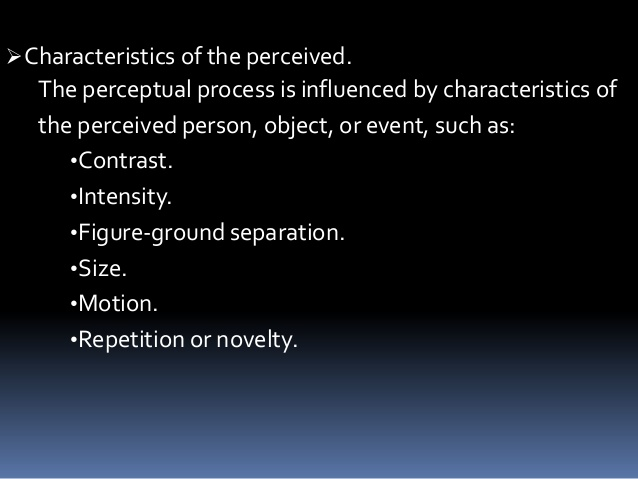 ➢Characteristics of the perceived.
The perceptual process is influenced by characteristics of
the perceived person, object, or event, such as:
•Contrast.
•Intensity.
•Figure-ground separation.
•Size.
•Motion.
•Repetition or novelty.